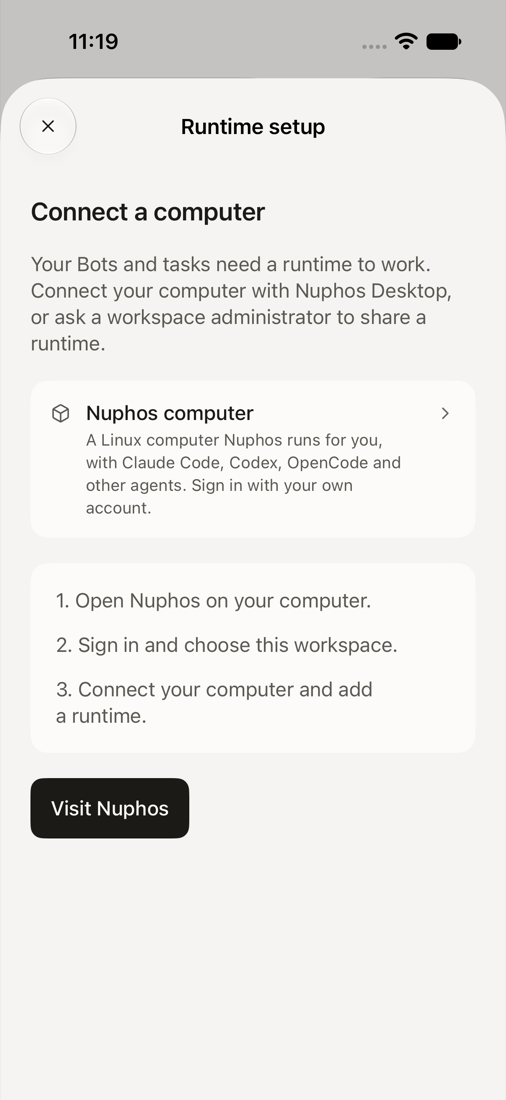 11:19
Runtime setup
Connect a computer
Your Bots and tasks need a runtime to work.
Connect your computer with Nuphos Desktop,
or ask a workspace administrator to share a
runtime.
Nuphos computer
A Linux computer Nuphos runs for you,
with Claude Code, Codex, OpenCode and
other agents. Sign in with your own
account.
1. Open Nuphos on your computer.
2. Sign in and choose this workspace.
3. Connect your computer and add
a runtime.
Visit Nuphos